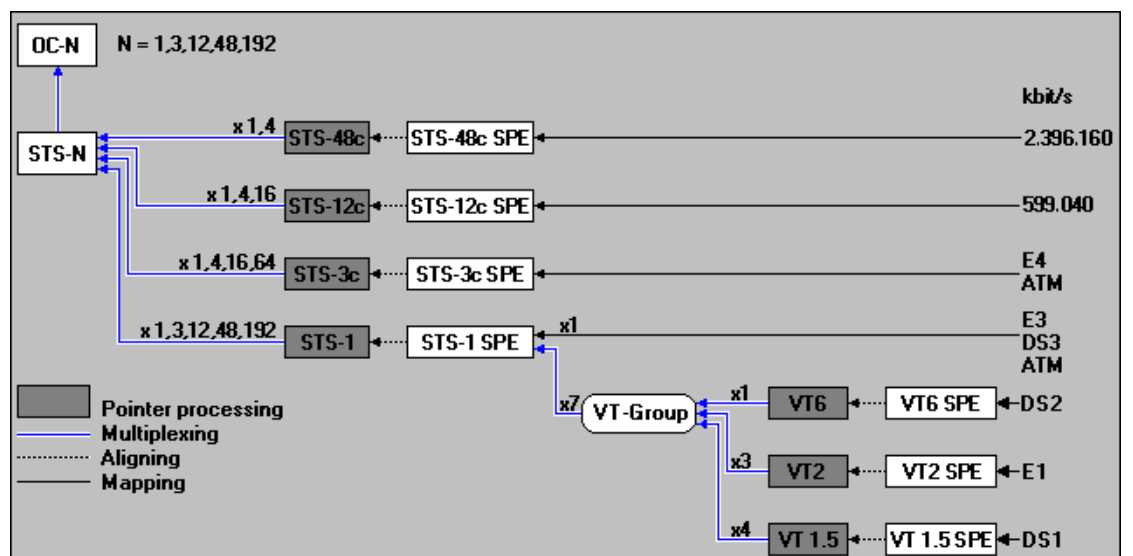 OC-N N = 1,3,12,48,192
kbit/s
x 1,4 STS-48c STS-48c SPE 2.396.160
STS-N
x 1,4,16 STS-12c STS-12c SPE 599.040
x 1,4,16,64 STS-3c STS-3c SPE E4
ATM
x 1,3,12,48,192 STS-1 STS-1 SPE x1 E3
DS3
ATM
Pointer processing
Multiplexing
Aligning
Mapping
x7 VT-Group x1 VT6 VT6 SPE DS2
x3 VT2 VT2 SPE E1
x4 VT 1.5 VT 1.5 SPE DS1